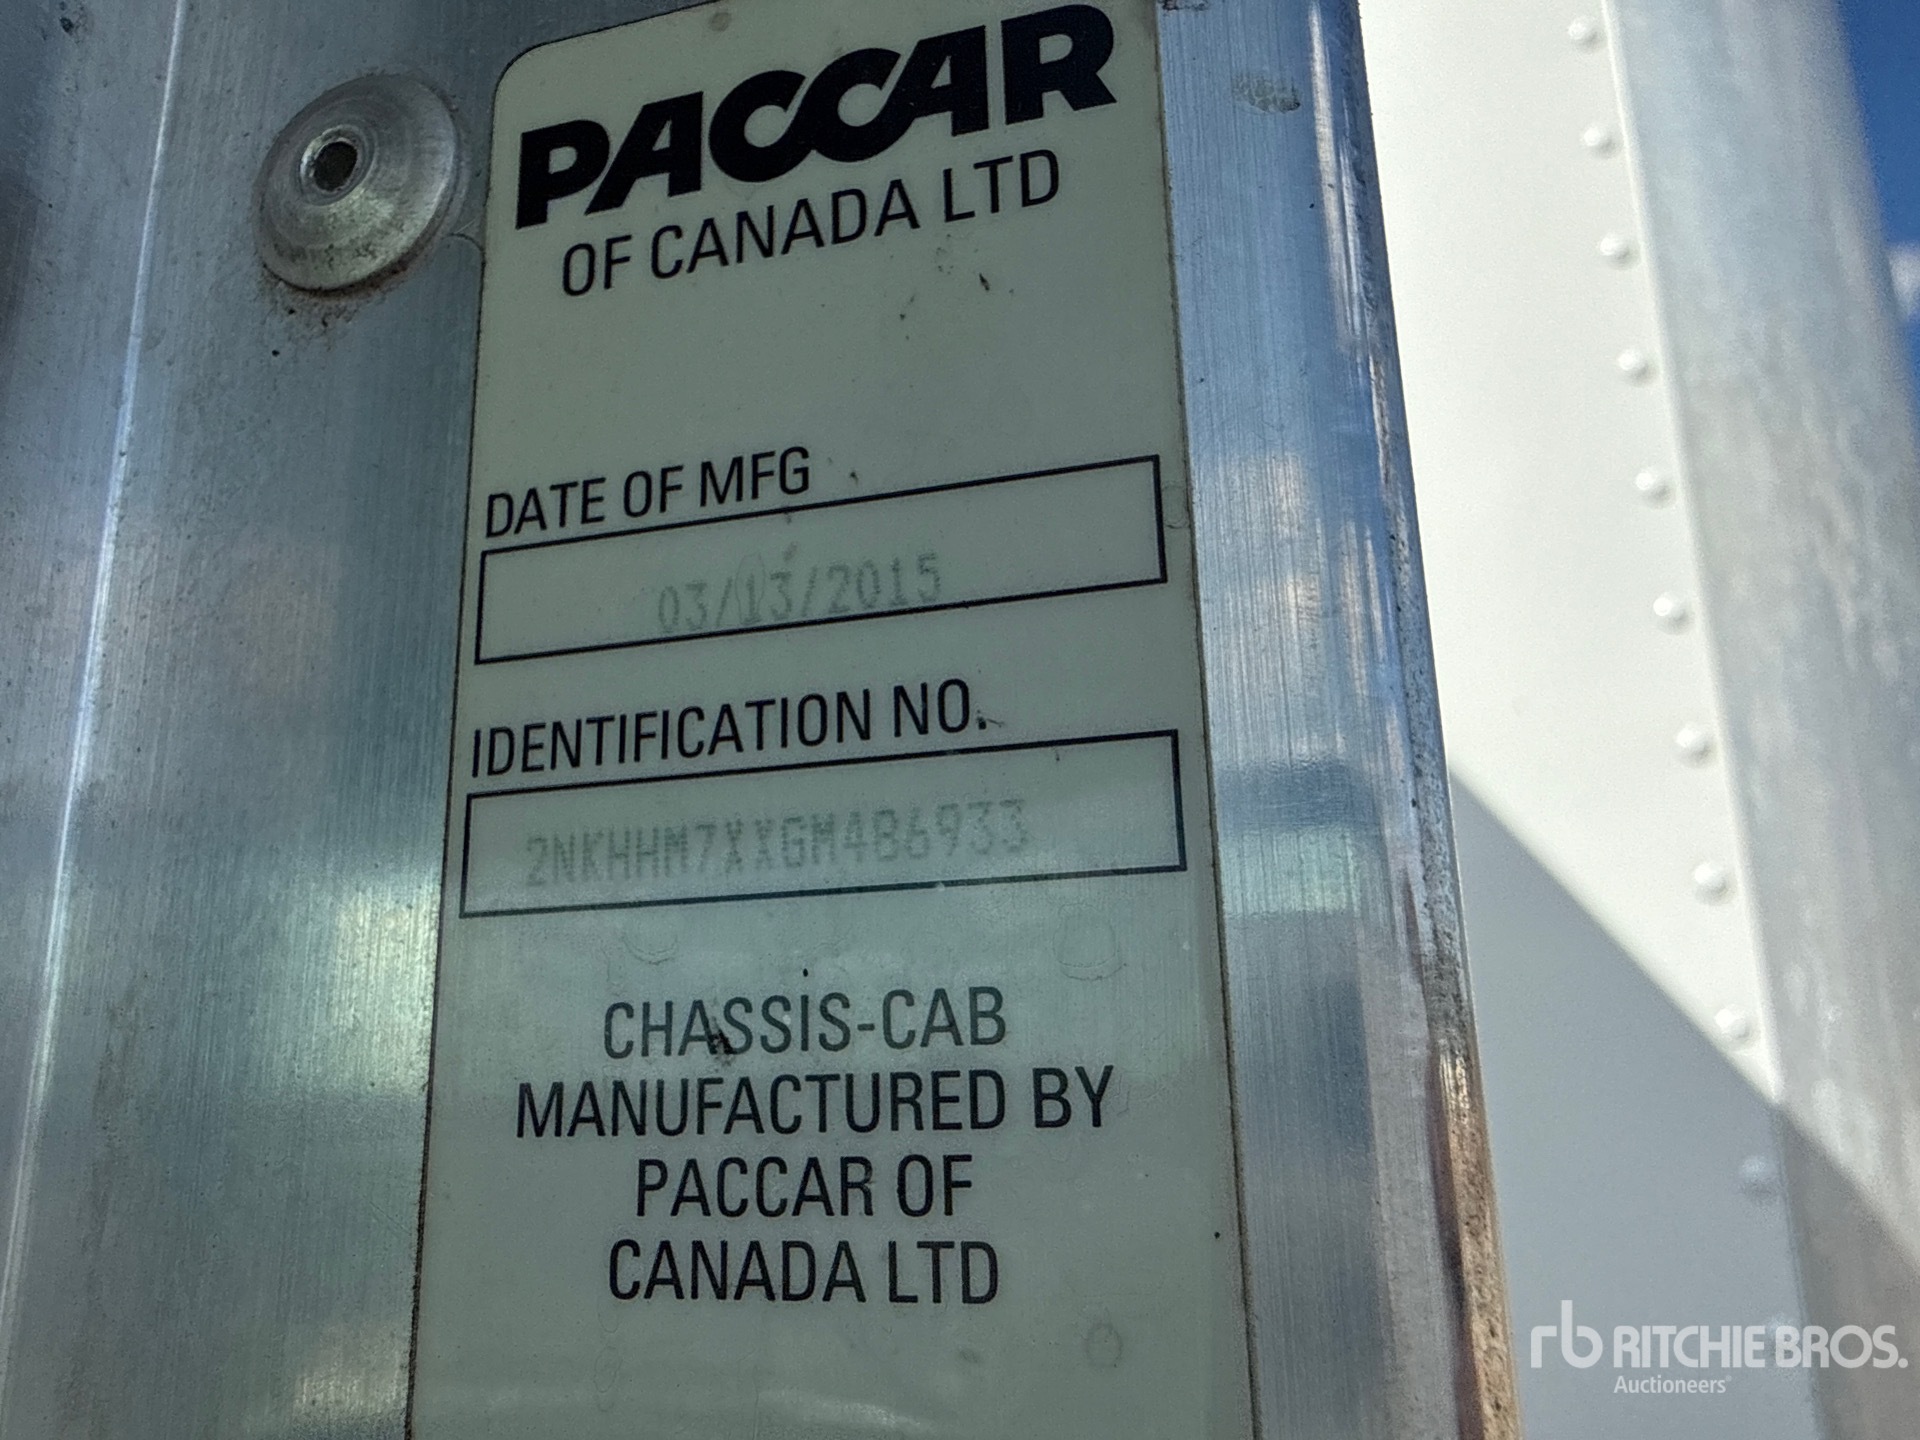 PACCAR
OF CANADA LTD
DATE OF MFG
03/13/2015
IDENTIFICATION NO.
2NKHHM7XXGM486933
CHASSIS-CAB
MANUFACTURED BY
PACCAR OF
CANADA LTD
rb RITCHIE BROS.
Auctioneers